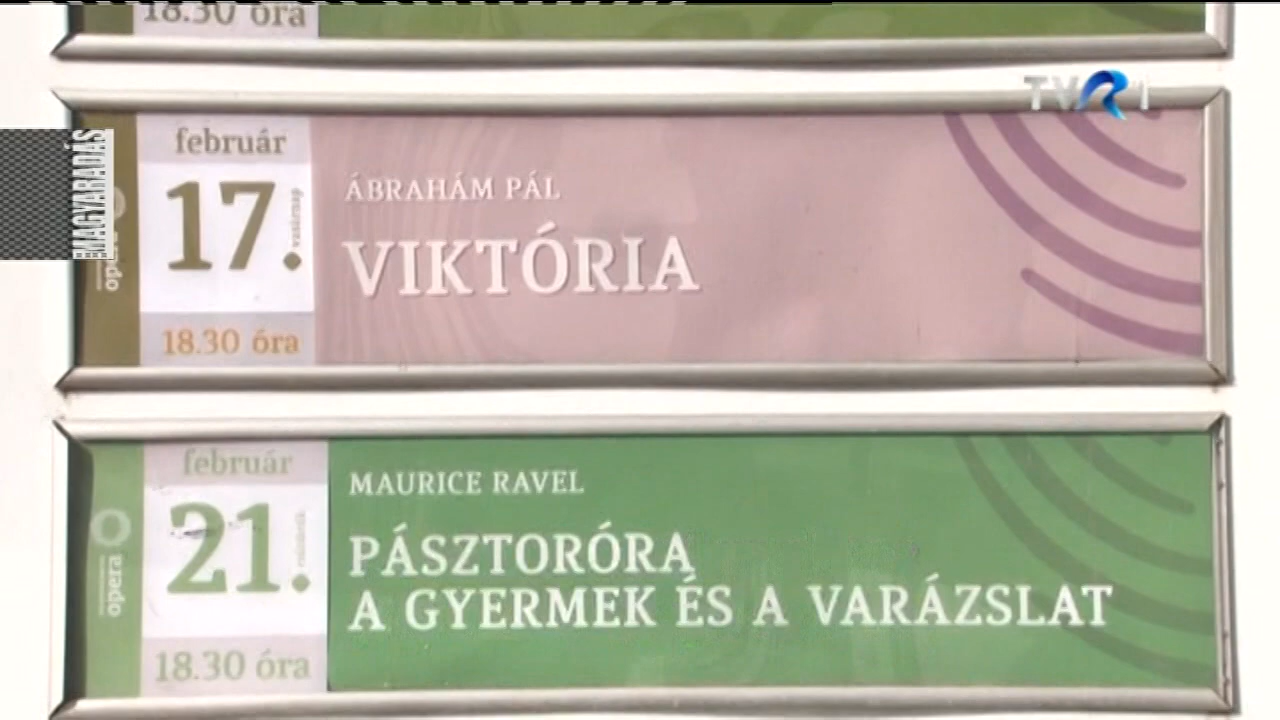 18.30 óra
TVR 1
MAGYARADÁS
február
17.
vasárnap
18.30 óra
opera
ÁBRAHÁM PÁL
VIKTÓRIA
február
21.
18.30 óra
opera
MAURICE RAVEL
PÁSZTORÓRA
A GYERMEK ÉS A VARÁZSLAT